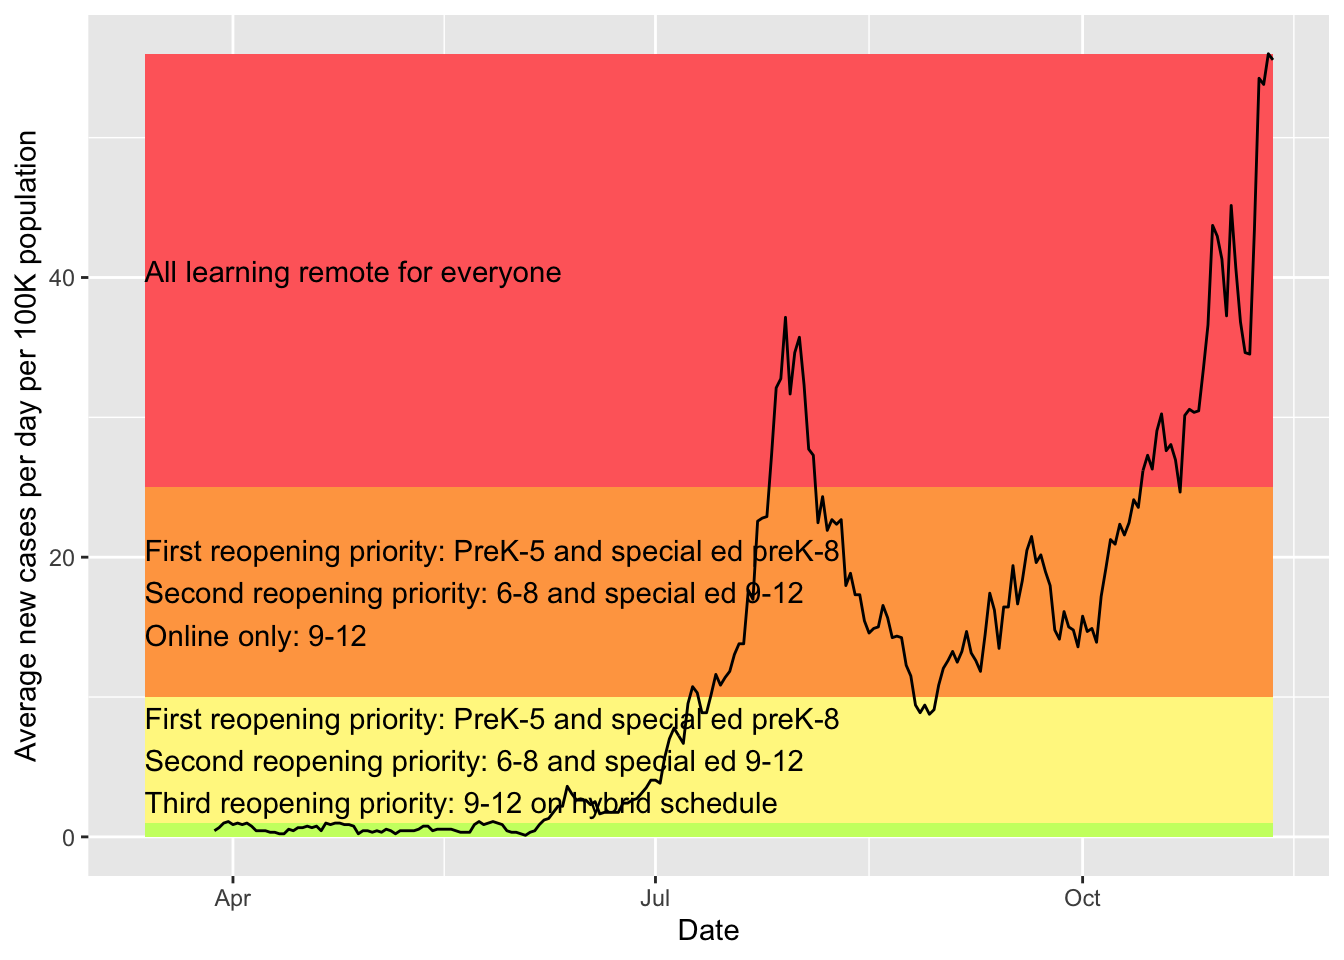 Average new cases per day per 100K population
40
20
0
All learning remote for everyone
First reopening priority: PreK-5 and special ed preK-8
Second reopening priority: 6-8 and special ed 9-12
Online only: 9-12
First reopening priority: PreK-5 and special ed preK-8
Second reopening priority: 6-8 and special ed 9-12
Third reopening priority: 9-12 on hybrid schedule
Apr
Jul
Oct
Date